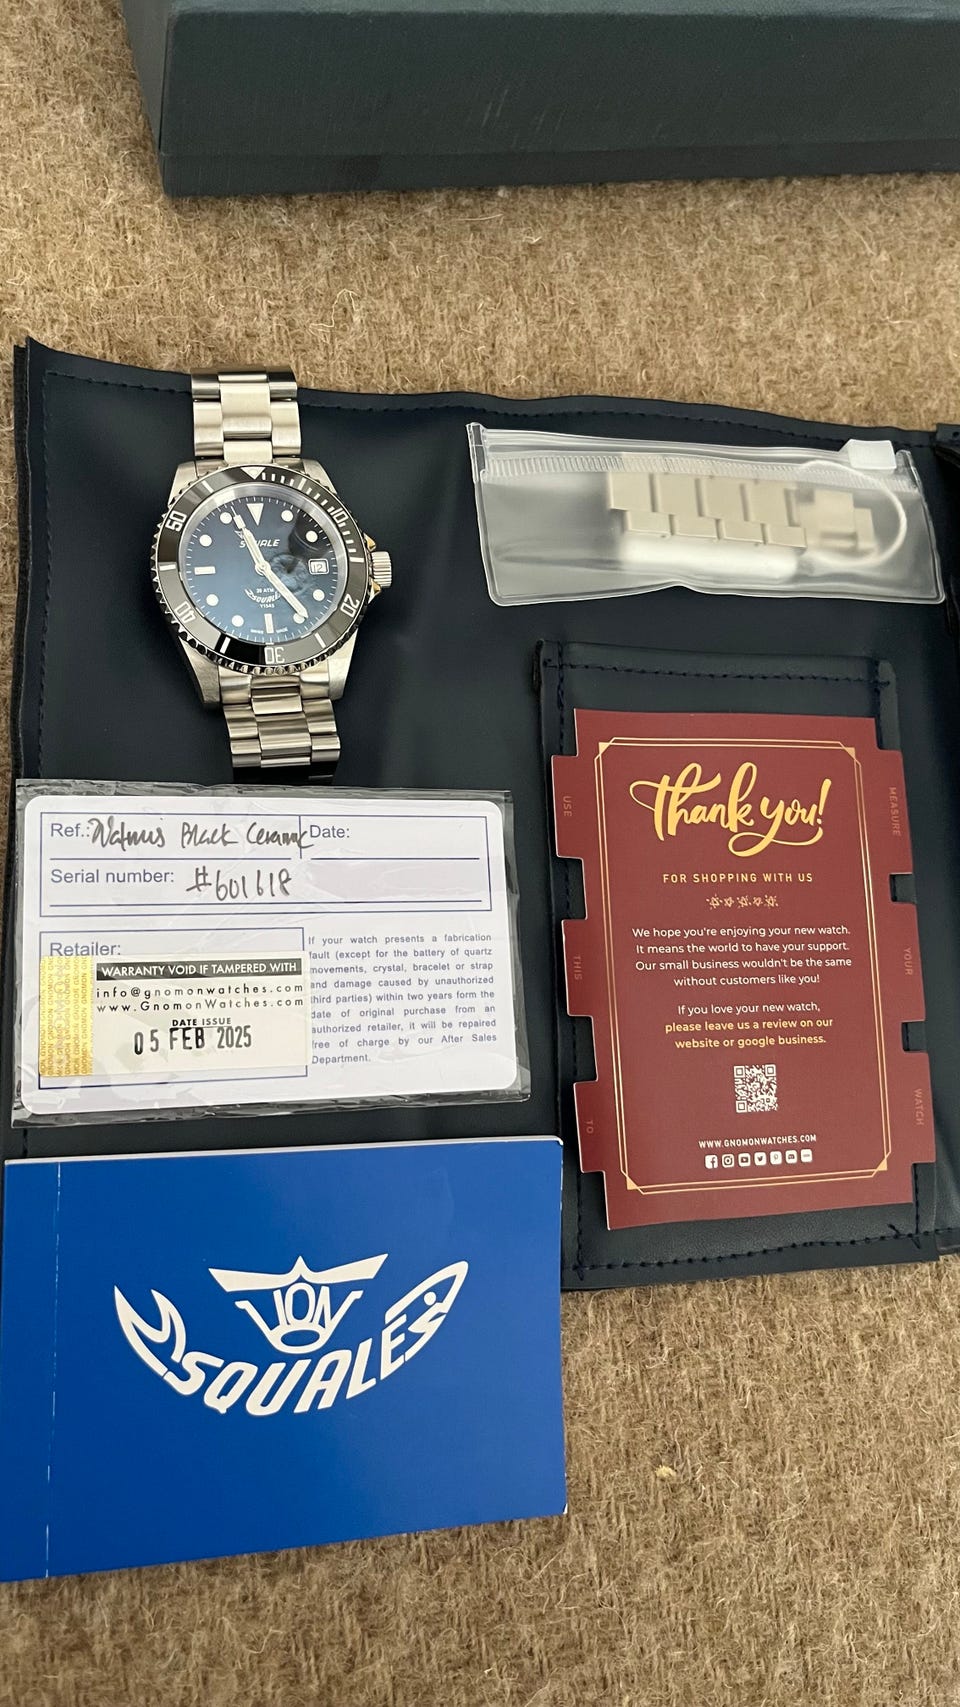 50
10
20
30
40
SQUALE
20 ATM
SQUALE
1545
SWISS MADE
Ref.: Black Ceramic
Date:
Serial number: #601618
Retailer:
WARRANTY VOID IF TAMPERED WITH
info@gnomonwatches.com
www.GnomonWatches.com
DATE ISSUE
05 FEB 2025
If your watch presents a fabrication
fault (except for the battery of quartz
movements, crystal, bracelet or strap
and damage caused by unauthorized
third parties) within two years form the
date of original purchase from an
authorized retailer, it will be repaired
free of charge by our After Sales
Department.
USE
THIS
TO
MEASURE
YOUR
WATCH
thank you!
FOR SHOPPING WITH US
We hope you're enjoying your new watch.
It means the world to have your support.
Our small business wouldn't be the same
without customers like you!
If you love your new watch,
please leave us a review on our
website or google business.
WWW.GNOMONWATCHES.COM
VON
SQUALES